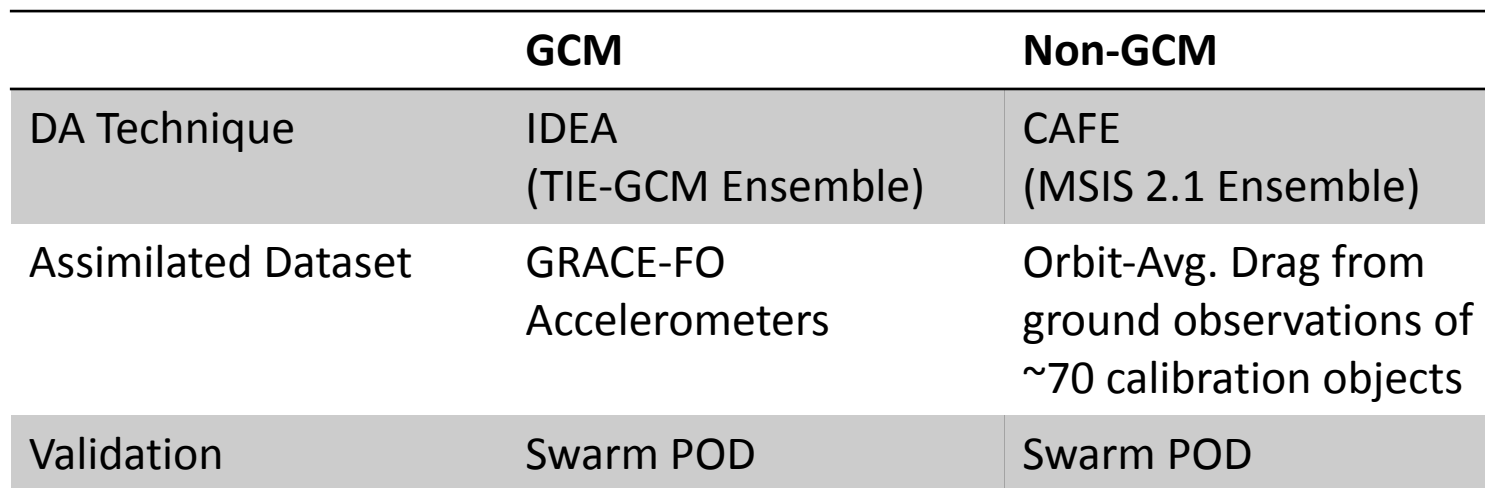 GCM Non-GCM
DA Technique IDEA CAFE
(TIE-GCM Ensemble) (MSIS 2.1 Ensemble)
Assimilated Dataset GRACE-FO Orbit-Avg. Drag from
Accelerometers ground observations of
~70 calibration objects
Validation Swarm POD Swarm POD